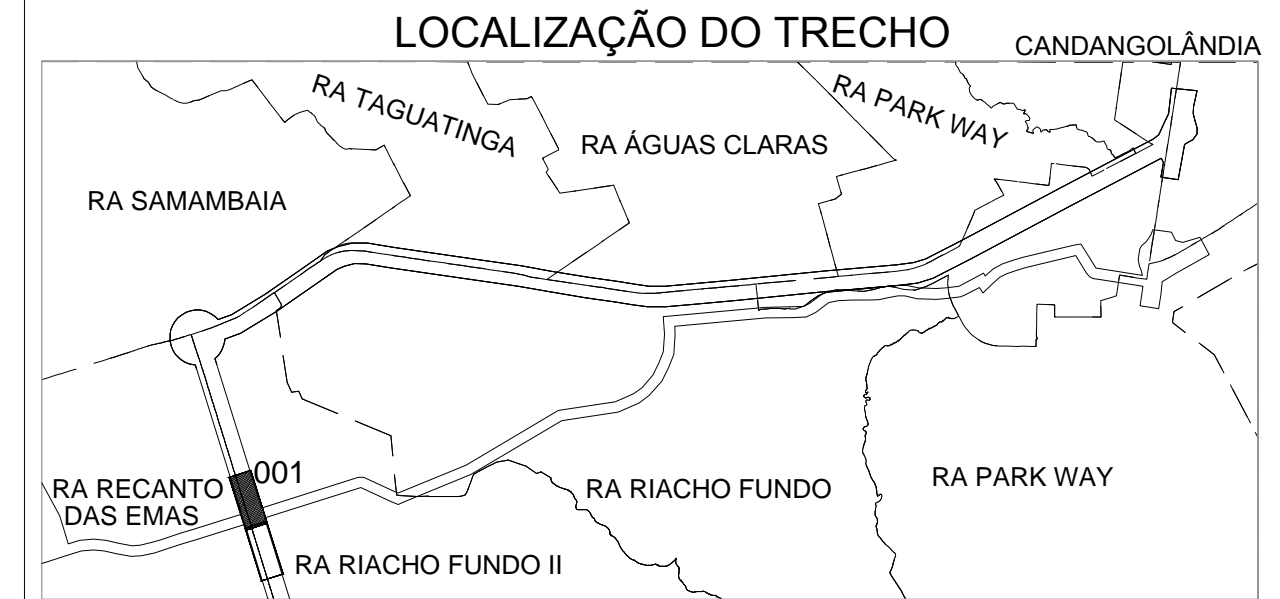 LOCALIZAÇÃO DO TRECHO
CANDANGOLÂNDIA
RA TAGUATINGA
RA PARK WAY
RA ÁGUAS CLARAS
RA SAMAMBAIA
001
RA RECANTO
DAS EMAS
RA RIACHO FUNDO
RA PARK WAY
RA RIACHO FUNDO II